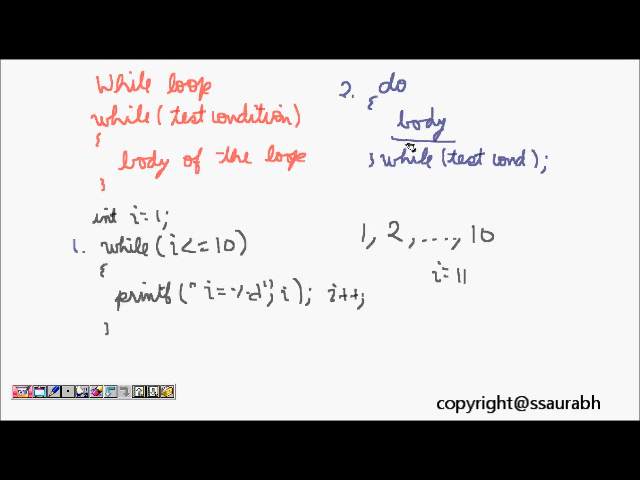 While loop
while(test condition)
{
body of the loop
}
int i=1;
1. while(i<=10)
{
printf("i=%d", i); i++;
}
2. do
{
body
} while(test cond);
1, 2, ..., 10
i=11
copyright@ssaurabh